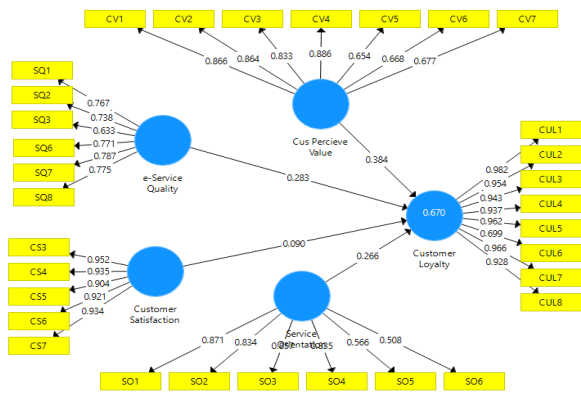 CV1 CV2 CV3 CV4 CV5 CV6 CV7
0.866 0.864 0.833 0.886 0.654 0.668 0.677
Cus Percieve
Value
SQ1
SQ2
SQ3
SQ6
SQ7
SQ8
0.767
0.738
0.633
0.771
0.787
0.775
e-Service
Quality
0.384
0.283
0.090
0.266
CUL1
CUL2
CUL3
CUL4
CUL5
CUL6
CUL7
CUL8
0.982
0.954
0.943
0.937
0.962
0.699
0.966
0.928
0.670
Customer
Loyalty
CS3
CS4
CS5
CS6
CS7
0.952
0.935
0.904
0.921
0.934
Customer
Satisfaction
Service
Orientation
0.871 0.834 0.835 0.566 0.508
SO1 SO2 SO3 SO4 SO5 SO6